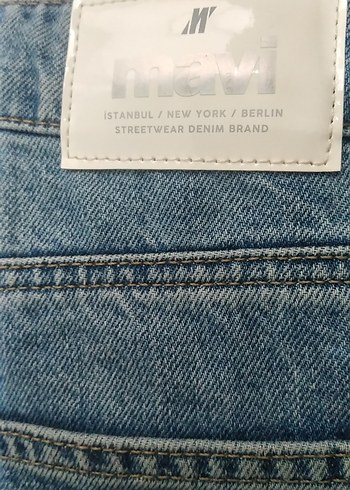 M
mavi
İSTANBUL / NEW YORK / BERLIN
STREETWEAR DENIM BRAND